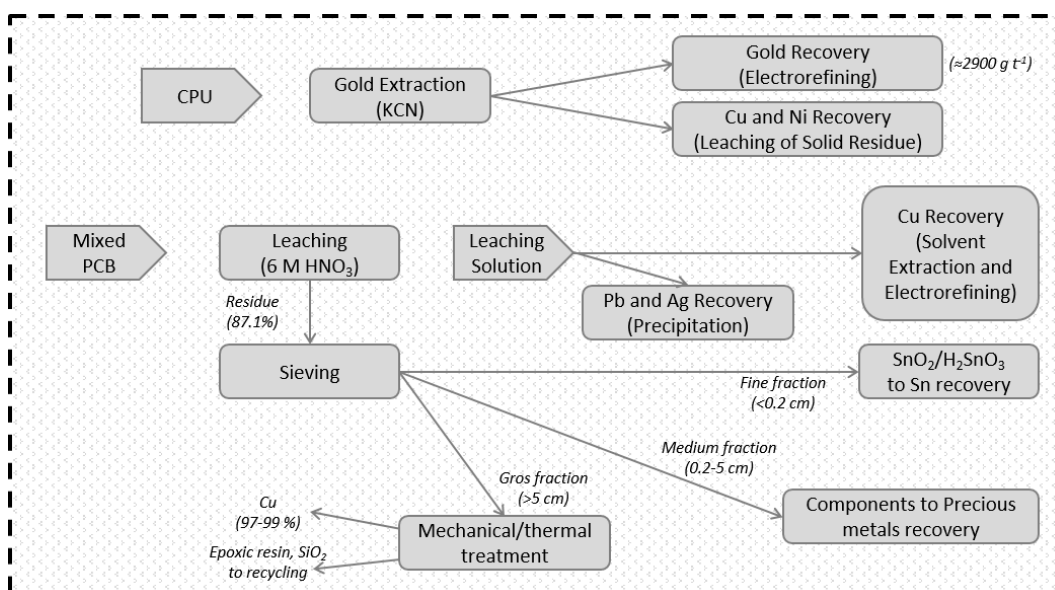 CPU
Gold Extraction
(KCN)
Gold Recovery
(Electrorefining)
(≈2900 g t⁻¹)
Cu and Ni Recovery
(Leaching of Solid Residue)
Mixed
PCB
Leaching
(6 M HNO₃)
Leaching
Solution
Cu Recovery
(Solvent
Extraction and
Electrorefining)
Pb and Ag Recovery
(Precipitation)
Residue
(87.1%)
Sieving
Fine fraction
(<0.2 cm)
SnO₂/H₂SnO₃
to Sn recovery
Medium fraction
(0.2-5 cm)
Gros fraction
(>5 cm)
Components to Precious
metals recovery
Cu
(97-99 %)
Mechanical/thermal
treatment
Epoxic resin, SiO₂
to recycling